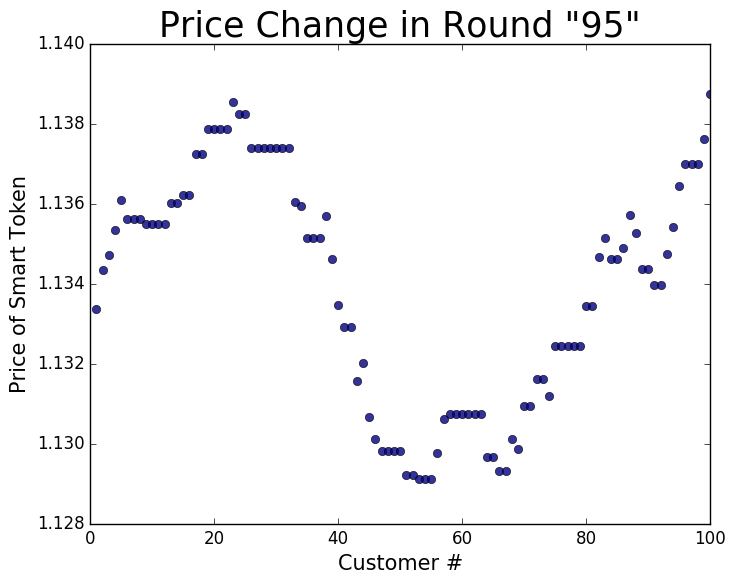 Price Change in Round "95"
1.140
1.138
1.136
1.134
1.132
1.130
1.128
Price of Smart Token
0 20 40 60 80 100
Customer #